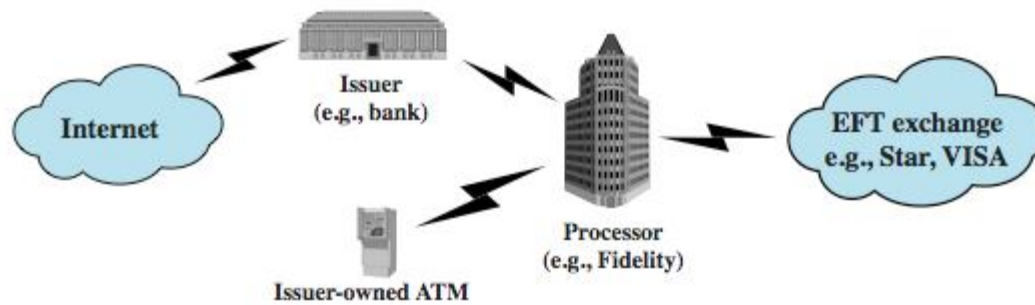 Internet
Issuer
(e.g., bank)
EFT exchange
e.g., Star, VISA
Processor
(e.g., Fidelity)
Issuer-owned ATM